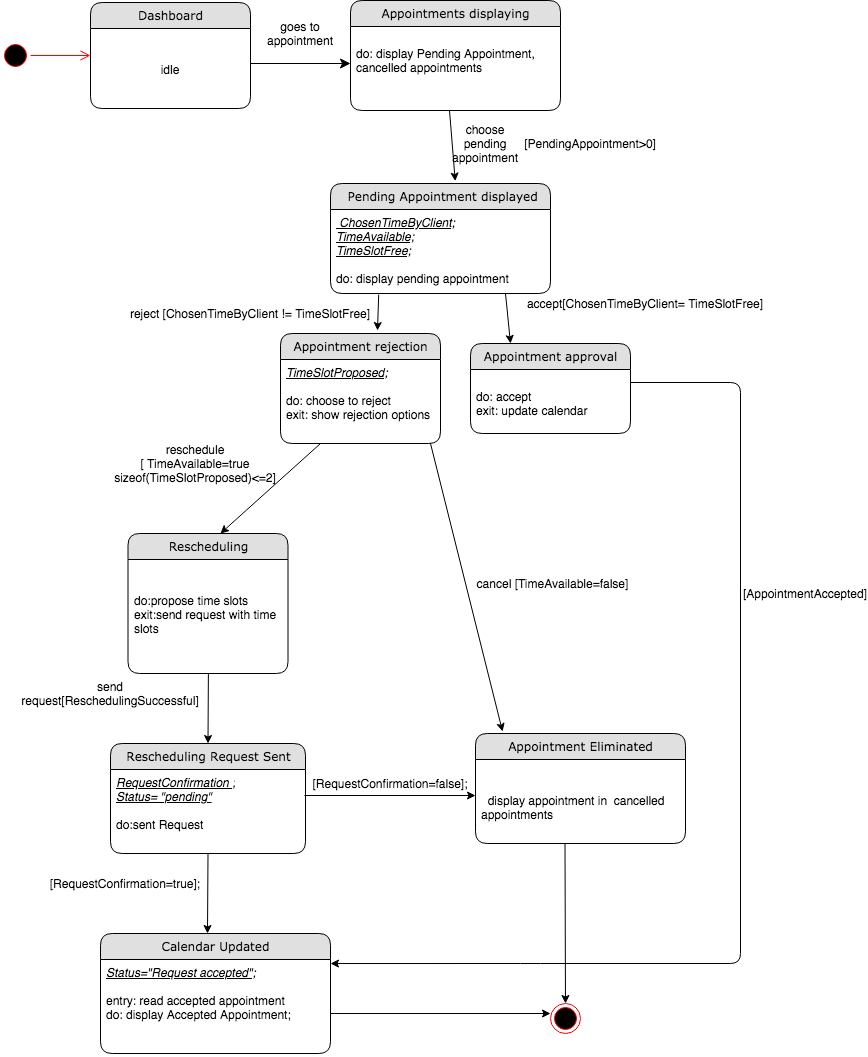 Dashboard
idle
goes to
appointment
Appointments displaying
do: display Pending Appointment,
cancelled appointments
choose
pending
appointment
[PendingAppointment>0]
Pending Appointment displayed
ChosenTimeByClient;
TimeAvailable;
TimeSlotFree;
do: display pending appointment
reject [ChosenTimeByClient != TimeSlotFree]
accept[ChosenTimeByClient= TimeSlotFree]
Appointment rejection
TimeSlotProposed;
do: choose to reject
exit: show rejection options
Appointment approval
do: accept
exit: update calendar
reschedule
[ TimeAvailable=true
sizeof(TimeSlotProposed)<=2]
Rescheduling
do:propose time slots
exit:send request with time
slots
cancel [TimeAvailable=false]
[AppointmentAccepted]
send
request[ReschedulingSuccessful]
Rescheduling Request Sent
RequestConfirmation ;
Status= "pending"
do:sent Request
[RequestConfirmation=false];
Appointment Eliminated
display appointment in cancelled
appointments
[RequestConfirmation=true];
Calendar Updated
Status="Request accepted";
entry: read accepted appointment
do: display Accepted Appointment;